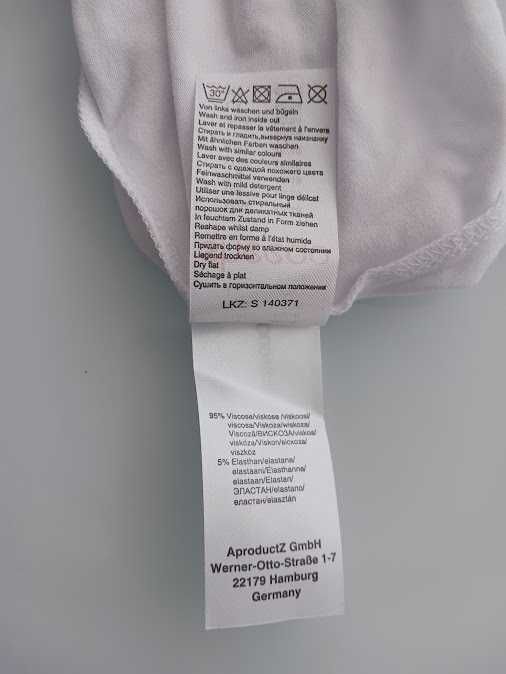 30°
Von links waschen und bügeln
Wash and iron inside out
Laver et repasser le vêtement à l'envers
Стирать и гладить,вывернув наизнанку
Mit ähnlichen Farben waschen
Wash with similar colours
Laver avec des couleurs similaires
Стирать с одеждой похожего цвета
Feinwaschmittel verwenden
Wash with mild detergent
Utiliser une lessive pour linge délicat
Использовать стиральный
порошок для деликатных тканей
In feuchtem Zustand in Form ziehen
Reshape whilst damp
Remettre en forme à l'état humide
Придать форму во влажном состоянии
Liegend trocknen
Dry flat
Séchage à plat
Сушить в горизонтальном положении
LKZ: S 140371
95% Viscose/viskose /viskoosi/
viscosa/Viskoza/wiskoza/
Viscoză/ВИСКОЗА/viskos/
viskóza/Viskon/вискоза/
viszkóz
5% Elasthan/elastane/
elastaani/Elasthanne/
elastaan/Elastan/
ЭЛАСТАН/elastano/
еластан/elasztán
AproductZ GmbH
Werner-Otto-Straße 1-7
22179 Hamburg
Germany